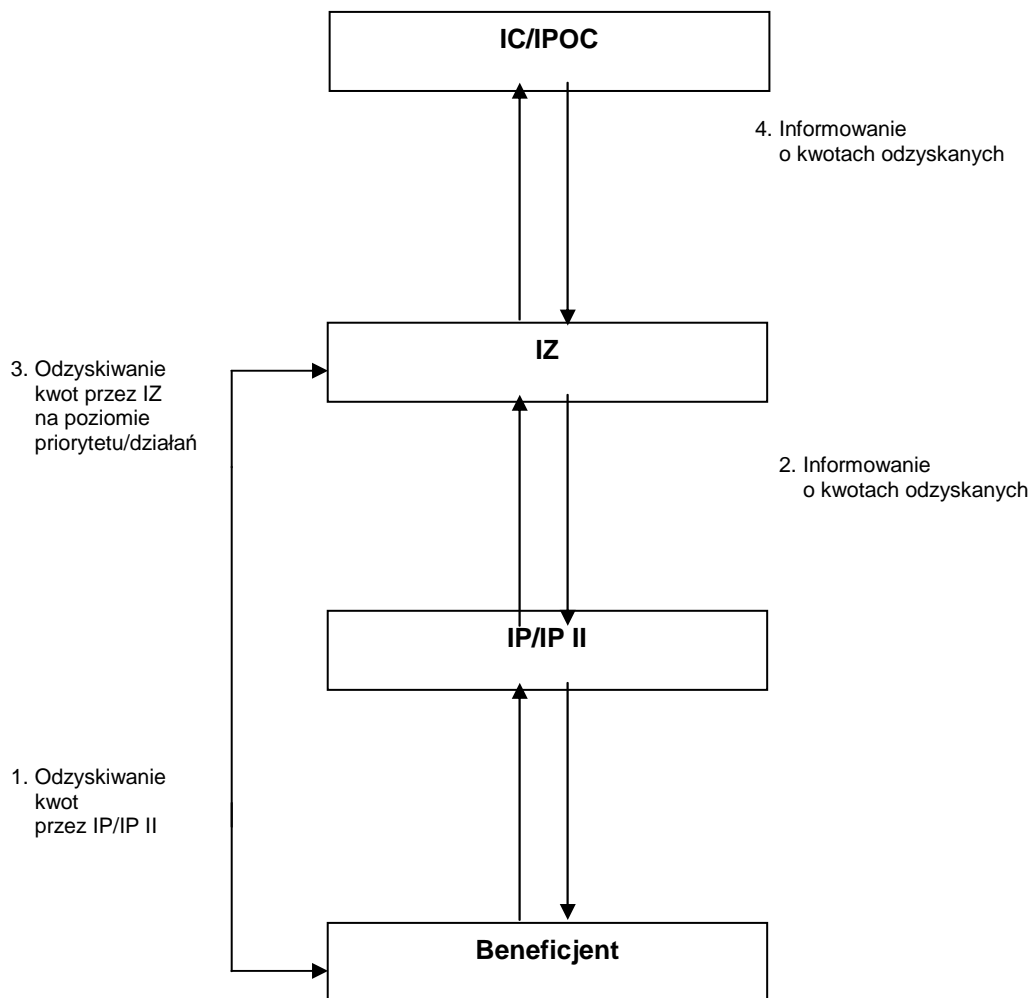 IC/IPOC
4. Informowanie
o kwotach odzyskanych
IZ
3. Odzyskiwanie
kwot przez IZ
na poziomie
priorytetu/działań
2. Informowanie
o kwotach odzyskanych
IP/IP II
1. Odzyskiwanie
kwot
przez IP/IP II
Beneficjent